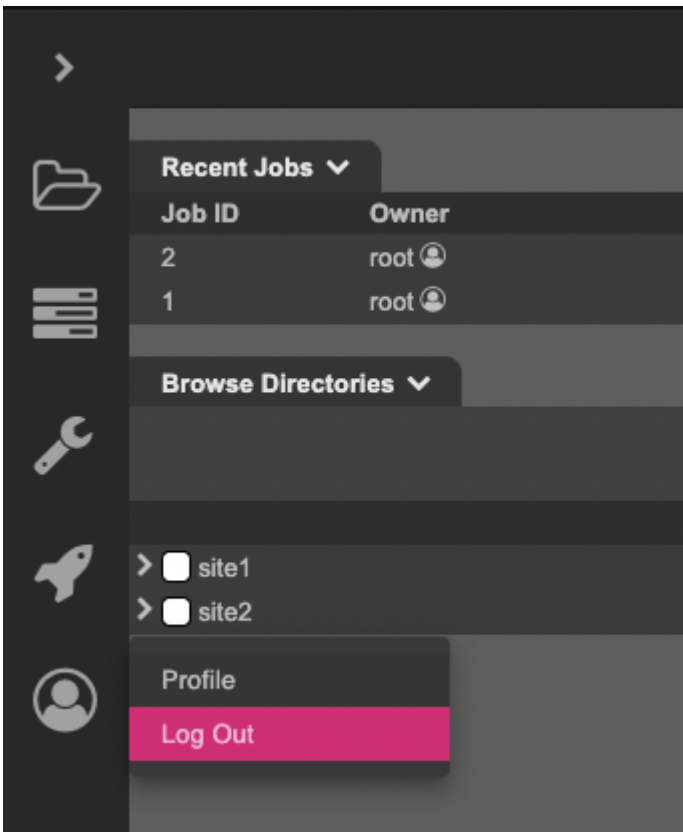 Recent Jobs
Job ID Owner
2 root
1 root
Browse Directories
site1
site2
Profile
Log Out